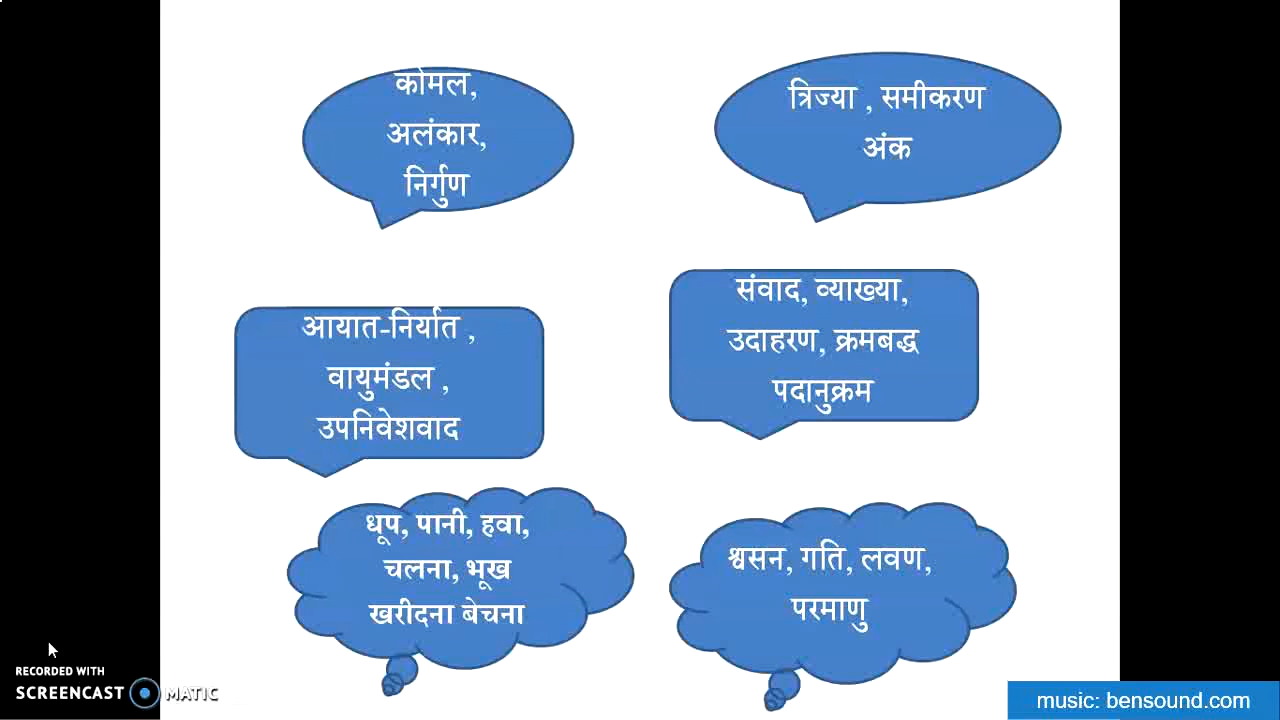 कोमल,
अलंकार,
निर्गुण
त्रिज्या , समीकरण
अंक
आयात-निर्यात ,
वायुमंडल ,
उपनिवेशवाद
संवाद, व्याख्या,
उदाहरण, क्रमबद्ध
पदानुक्रम
धूप, पानी, हवा,
चलना, भूख
खरीदना बेचना
श्वसन, गति, लवण,
परमाणु
RECORDED WITH
SCREENCAST MATIC
music: bensound.com